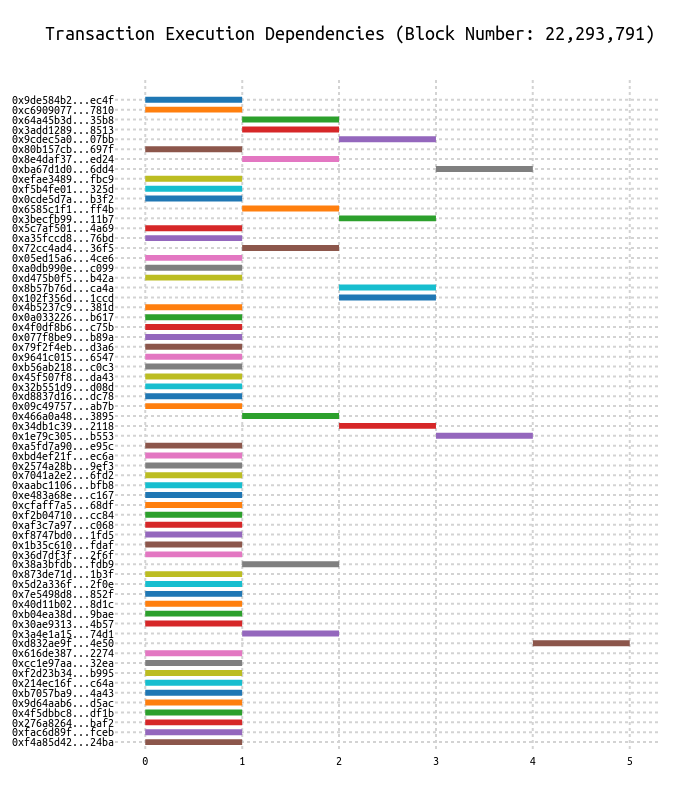 Transaction Execution Dependencies (Block Number: 22,293,791)
0x9de584b2...ec4f
0xc6909077...7810
0x64a45b3d...35b8
0x3add1289...8513
0x9cdec5a0...07bb
0x80b157cb...697f
0x8e4daf37...ed24
0xba67d1d0...6dd4
0xefae3489...fbc9
0xf5b4fe01...325d
0x0cde5d7a...b3f2
0x6585c1f1...ff4b
0x3becfb99...11b7
0x5c7af501...4a69
0xa35fccd8...76bd
0x72cc4ad4...36f5
0x05ed15a6...4ce6
0xa0db990e...c099
0xd475b0f5...b42a
0x8b57b76d...ca4a
0x102f356d...1ccd
0x4b5237c9...381d
0x0a033226...b617
0x4f0df8b6...c75b
0x077f8be9...b89a
0x79f2f4eb...d3a6
0x9641c015...6547
0xb56ab218...c0c3
0x45f507f8...da43
0x32b551d9...d08d
0xd8837d16...dc78
0x09c49757...ab7b
0x466a0a48...3895
0x34db1c39...2118
0x1e79c305...b553
0xa5fd7a90...e95c
0xbd4ef21f...ec6a
0x2574a28b...9ef3
0x7041a2e2...6fd2
0xaabc1106...bfb8
0xe483a68e...c167
0xcfaff7a5...68df
0xf2b04710...cc84
0xaf3c7a97...c068
0xf8747bd0...1fd5
0x1b35c610...fdaf
0x36d7df3f...2f6f
0x38a3bfdb...fdb9
0x873de71d...1b3f
0x5d2a336f...2f0e
0x7e5498d8...852f
0x40d11b02...8d1c
0xb04ea38d...9bae
0x30ae9313...4b57
0x3a4e1a15...74d1
0xd832ae9f...4e50
0x616de387...2274
0xcc1e97aa...32ea
0xf2d23b34...b995
0x214ec16f...c64a
0xb7057ba9...4a43
0x9d64aab6...d5ac
0x4f5dbbc8...df1b
0x276a8264...baf2
0xfac6d89f...fceb
0xf4a85d42...24ba
0 1 2 3 4 5